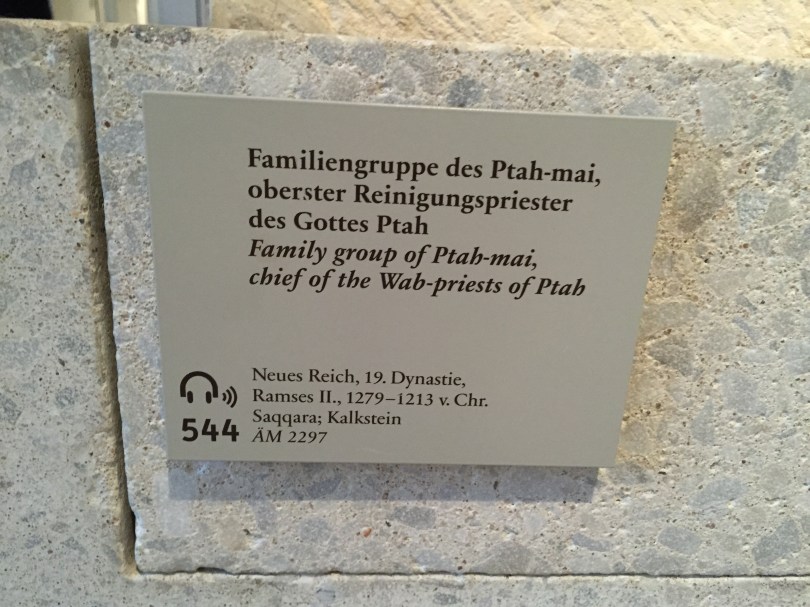 Familiengruppe des Ptah-mai,
oberster Reinigungspriester
des Gottes Ptah
Family group of Ptah-mai,
chief of the Wab-priests of Ptah
Neues Reich, 19. Dynastie,
Ramses II., 1279–1213 v. Chr.
Saqqara; Kalkstein
544 ÄM 2297